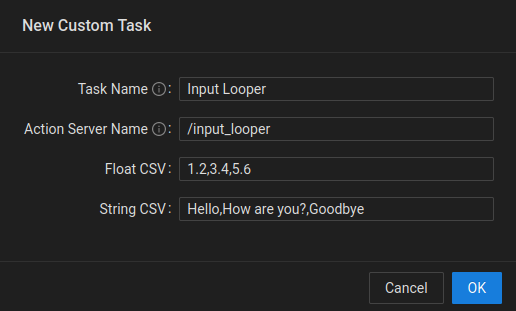 New Custom Task
Task Name ⓘ: Input Looper
Action Server Name ⓘ: /input_looper
Float CSV: 1.2,3.4,5.6
String CSV: Hello,How are you?,Goodbye
Cancel OK